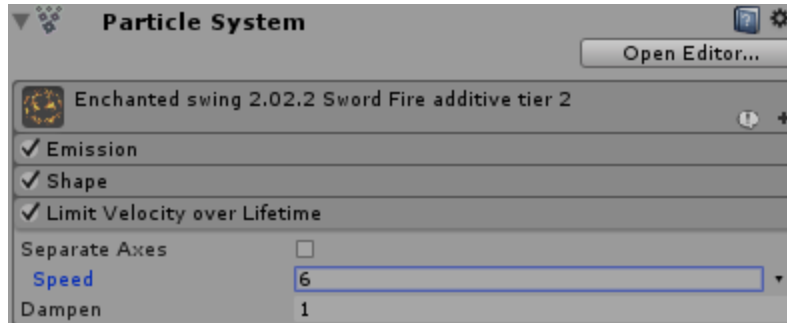 Particle System
Open Editor...
Enchanted swing 2.02.2 Sword Fire additive tier 2
Emission
Shape
Limit Velocity over Lifetime
Separate Axes
Speed 6
Dampen 1